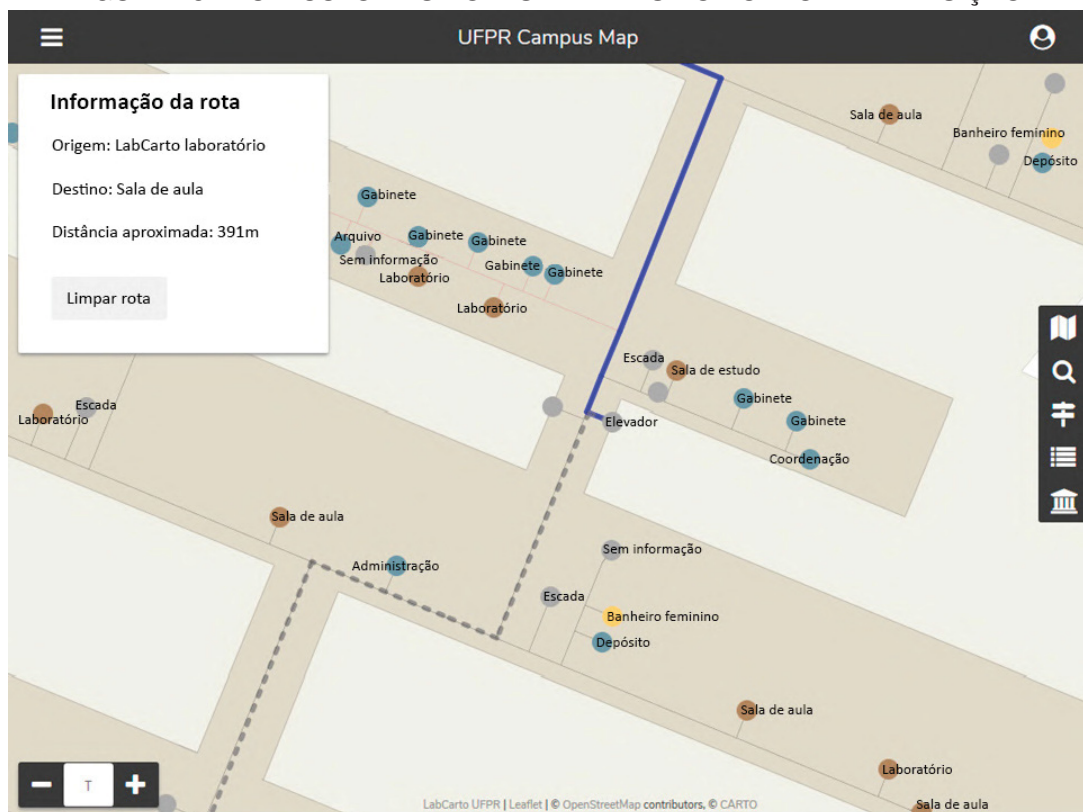 UFPR Campus Map
Informação da rota
Origem: LabCarto laboratório
Destino: Sala de aula
Distância aproximada: 391m
Limpar rota
Sala de aula
Banheiro feminino
Depósito
Gabinete
Arquivo
Gabinete
Gabinete
Sem informação
Gabinete
Gabinete
Laboratório
Laboratório
Escada
Sala de estudo
Gabinete
Escada
Laboratório
Gabinete
Elevador
Coordenação
Sala de aula
Sem informação
Administração
Escada
Banheiro feminino
Depósito
Sala de aula
Laboratório
T
LabCarto UFPR | Leaflet | © OpenStreetMap contributors, © CARTO
Sala de aula